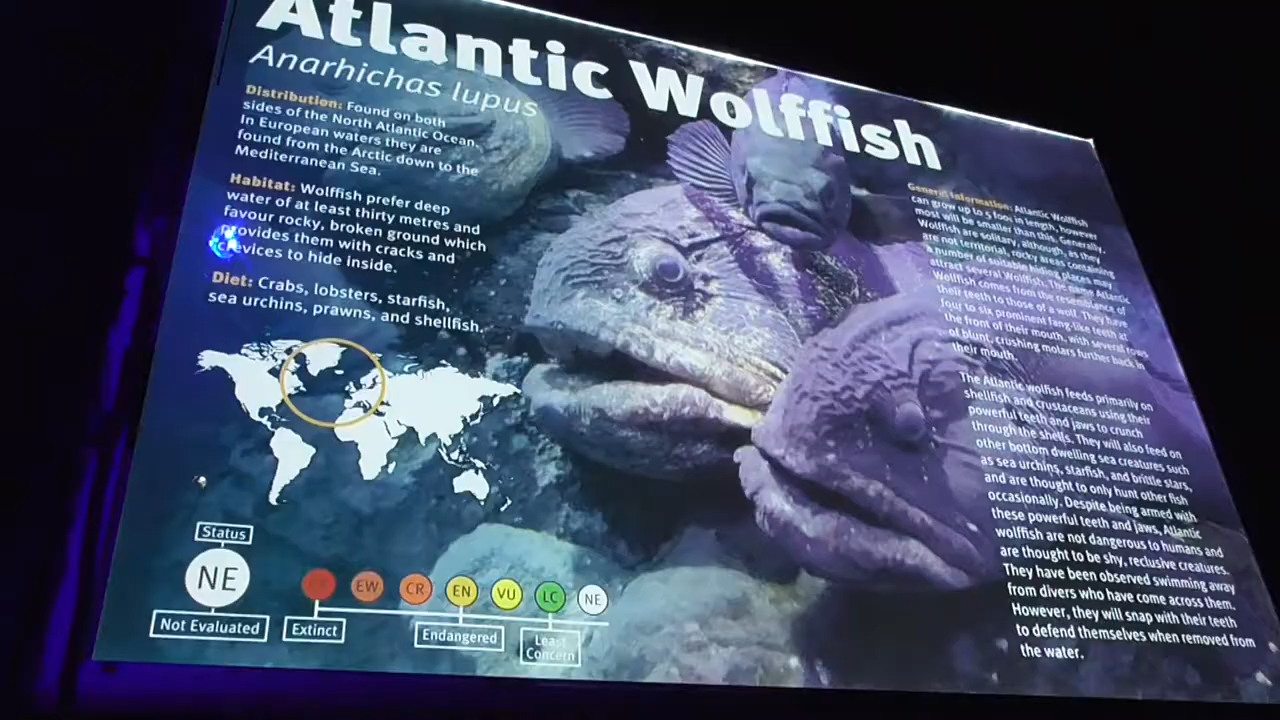 Atlantic Wolffish
Anarhichas lupus
Distribution: Found on both
sides of the North Atlantic Ocean.
In European waters they are
found from the Arctic down to the
Mediterranean Sea.
Habitat: Wolffish prefer deep
water of at least thirty metres and
favour rocky, broken ground which
provides them with cracks and
crevices to hide inside.
Diet: Crabs, lobsters, starfish,
sea urchins, prawns, and shellfish.
Status
NE
Not Evaluated
EW
CR
EN
VU
LC
NE
Extinct
Endangered
Least
Concern
General Information: Atlantic Wolffish
can grow up to 5 foot in length, however
most will be smaller than this. Generally,
Wolffish are solitary, although, as they
are not territorial, rocky areas containing
a number of suitable hiding places may
attract several Wolffish. The name Atlantic
Wolffish comes from the resemblance of
their teeth to those of a wolf. They have
four to six prominent fang-like teeth at
the front of their mouth, with several rows
of blunt, crushing molars further back in
their mouth.
The Atlantic wolffish feeds primarily on
shellfish and crustaceans using their
powerful teeth and jaws to crunch
through the shells. They will also feed on
other bottom dwelling sea creatures such
as sea urchins, starfish, and brittle stars,
and are thought to only hunt other fish
occasionally. Despite being armed with
these powerful teeth and jaws, Atlantic
wolffish are not dangerous to humans and
are thought to be shy, reclusive creatures.
They have been observed swimming away
from divers who have come across them.
However, they will snap with their teeth
to defend themselves when removed from
the water.